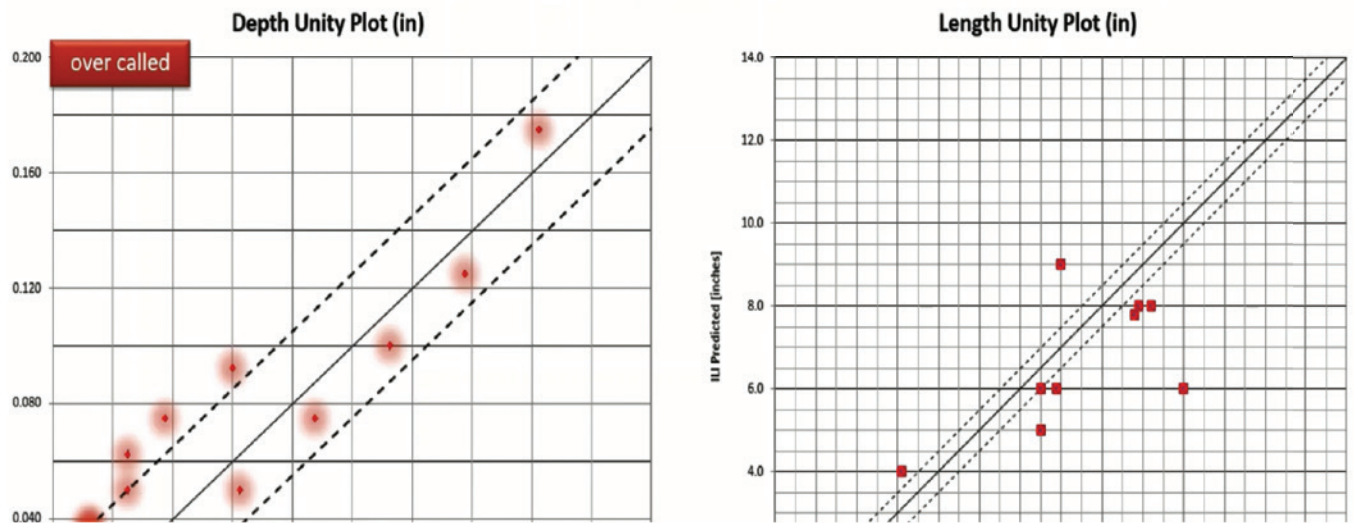 Depth Unity Plot (in)
over called
0.200
0.160
0.120
0.080
0.040
Length Unity Plot (in)
ILI Predicted [inches]
14.0
12.0
10.0
8.0
6.0
4.0